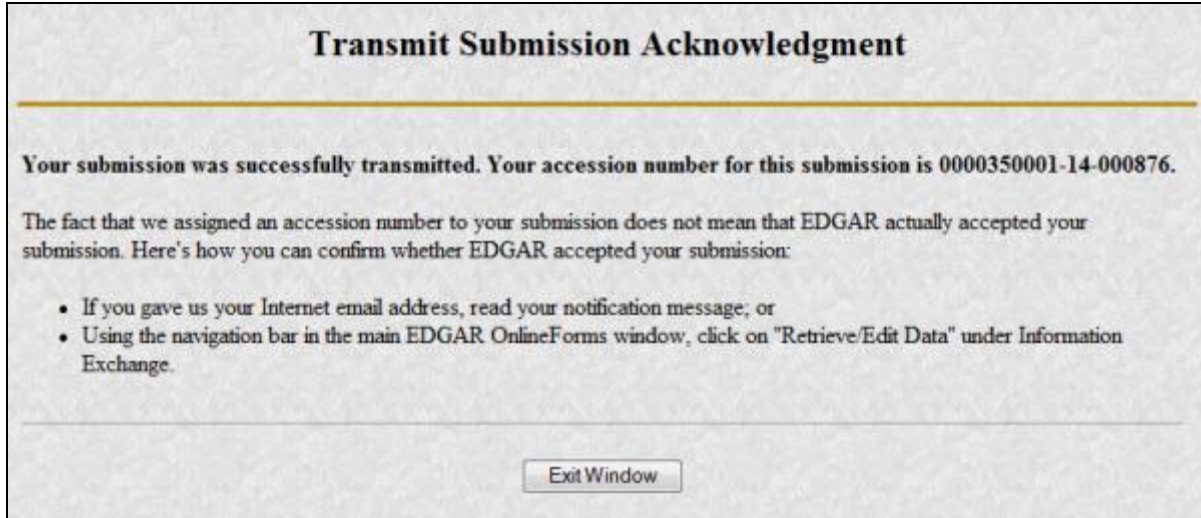 Transmit Submission Acknowledgment
Your submission was successfully transmitted. Your accession number for this submission is 0000350001-14-000876.
The fact that we assigned an accession number to your submission does not mean that EDGAR actually accepted your
submission. Here's how you can confirm whether EDGAR accepted your submission:
• If you gave us your Internet email address, read your notification message; or
• Using the navigation bar in the main EDGAR OnlineForms window, click on "Retrieve/Edit Data" under Information
Exchange.
Exit Window